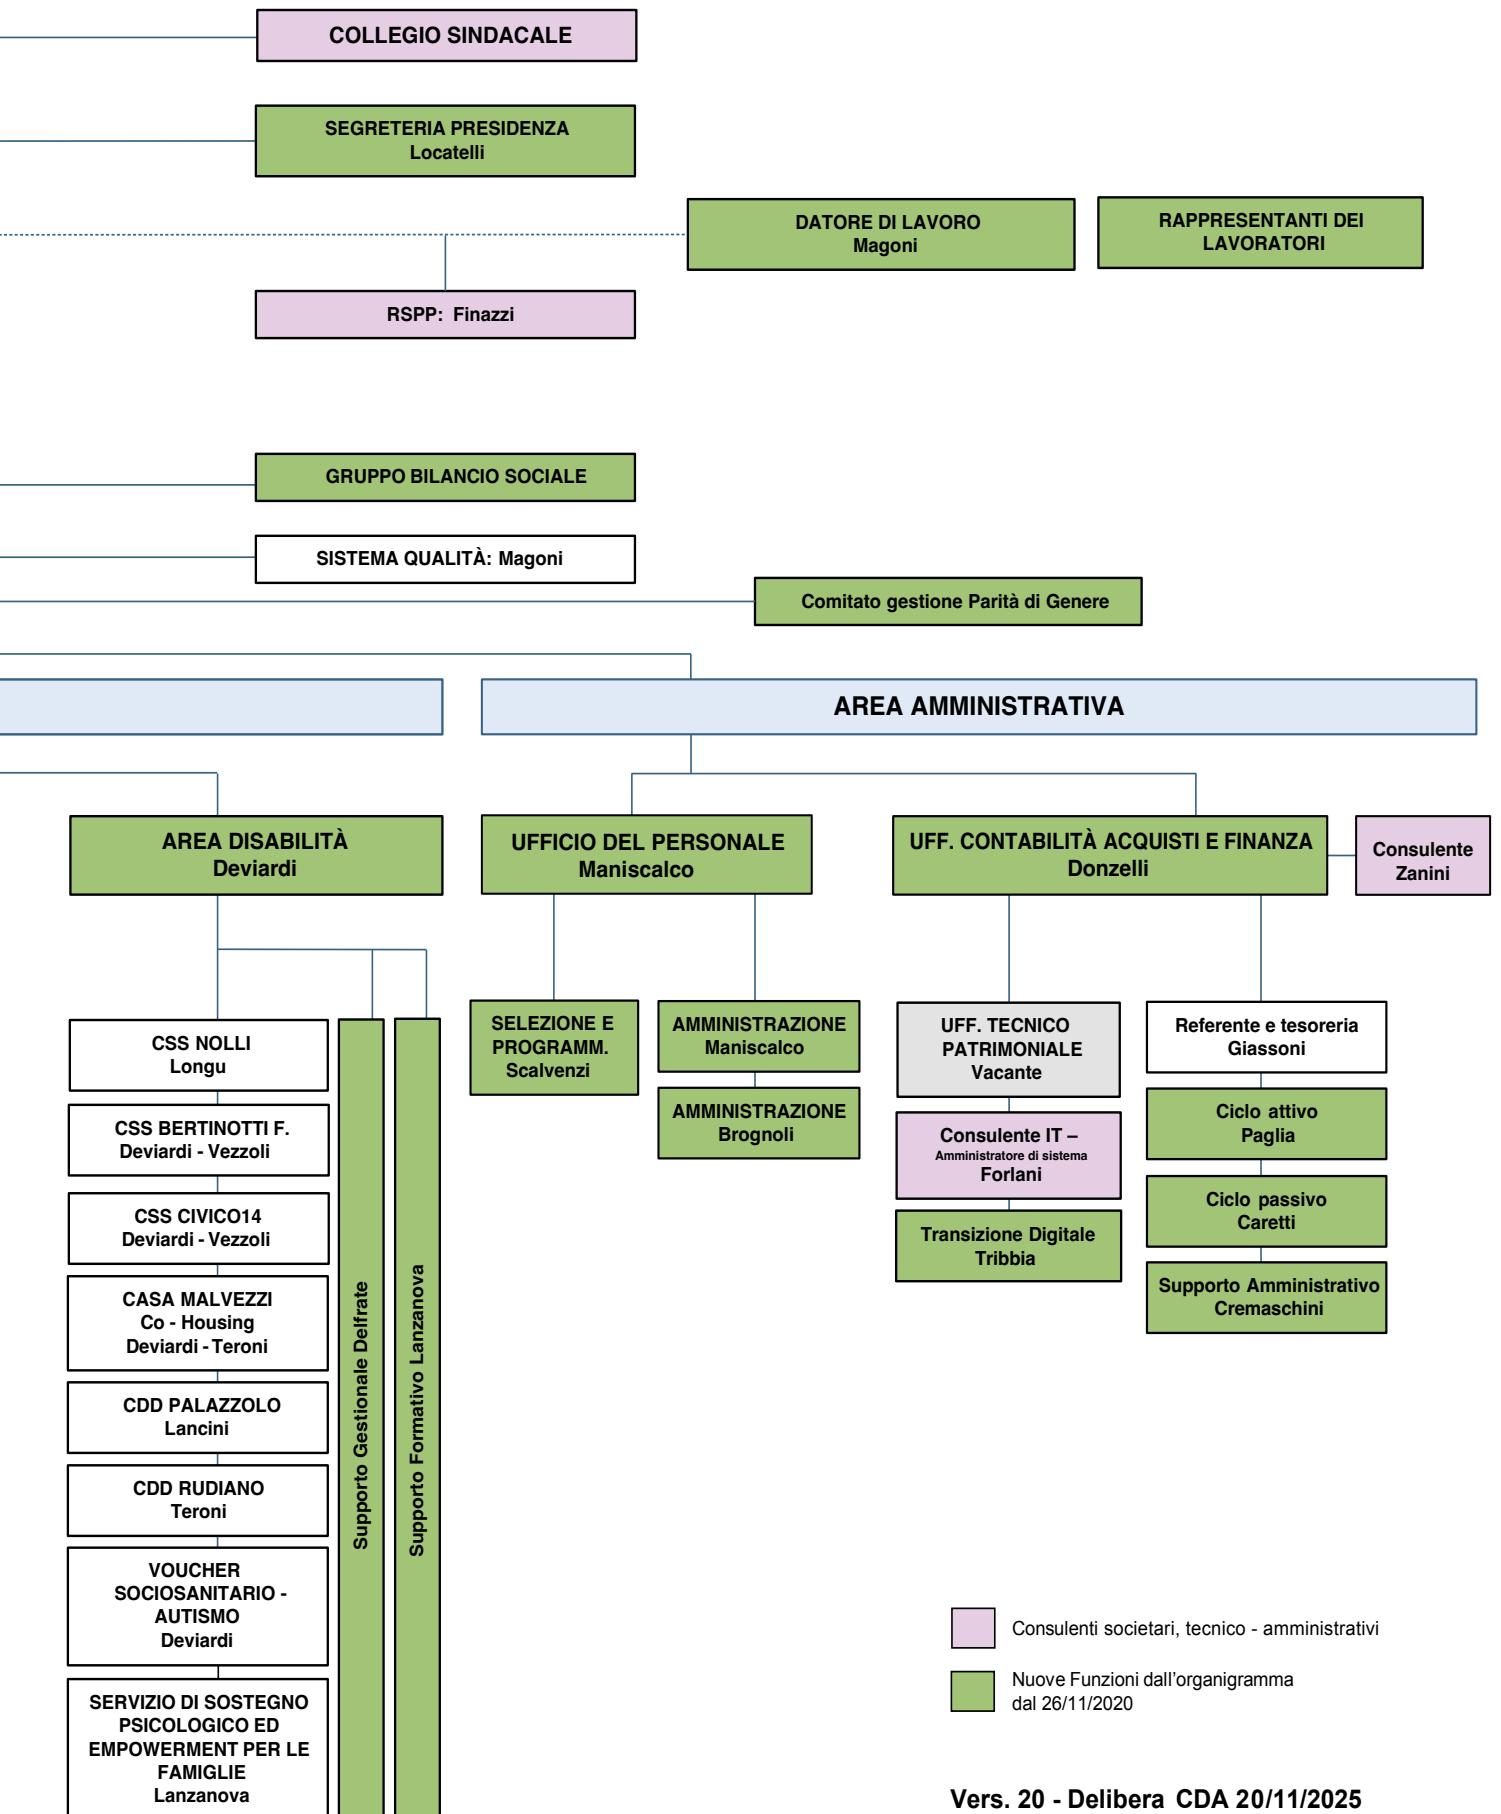 COLLEGIO SINDACALE
SEGRETERIA PRESIDENZA
Locatelli
DATORE DI LAVORO
Magoni
RAPPRESENTANTI DEI
LAVORATORI
RSPP: Finazzi
GRUPPO BILANCIO SOCIALE
SISTEMA QUALITÀ: Magoni
Comitato gestione Parità di Genere
AREA AMMINISTRATIVA
AREA DISABILITÀ
Deviardi
UFFICIO DEL PERSONALE
Maniscalco
UFF. CONTABILITÀ ACQUISTI E FINANZA
Donzelli
Consulente
Zanini
CSS NOLLI
Longu
CSS BERTINOTTI F.
Deviardi - Vezzoli
CSS CIVICO14
Deviardi - Vezzoli
CASA MALVEZZI
Co - Housing
Deviardi - Teroni
CDD PALAZZOLO
Lancini
CDD RUDIANO
Teroni
VOUCHER
SOCIOSANITARIO -
AUTISMO
Deviardi
SERVIZIO DI SOSTEGNO
PSICOLOGICO ED
EMPOWERMENT PER LE
FAMIGLIE
Lanzanova
Supporto Gestionale Delfrate
Supporto Formativo Lanzanova
SELEZIONE E
PROGRAMM.
Scalvenzi
AMMINISTRAZIONE
Maniscalco
AMMINISTRAZIONE
Brognoli
UFF. TECNICO
PATRIMONIALE
Vacante
Consulente IT –
Amministratore di sistema
Forlani
Transizione Digitale
Tribbia
Referente e tesoreria
Giassoni
Ciclo attivo
Paglia
Ciclo passivo
Caretti
Supporto Amministrativo
Cremaschini
Consulenti societari, tecnico - amministrativi
Nuove Funzioni dall'organigramma
dal 26/11/2020
Vers. 20 - Delibera CDA 20/11/2025